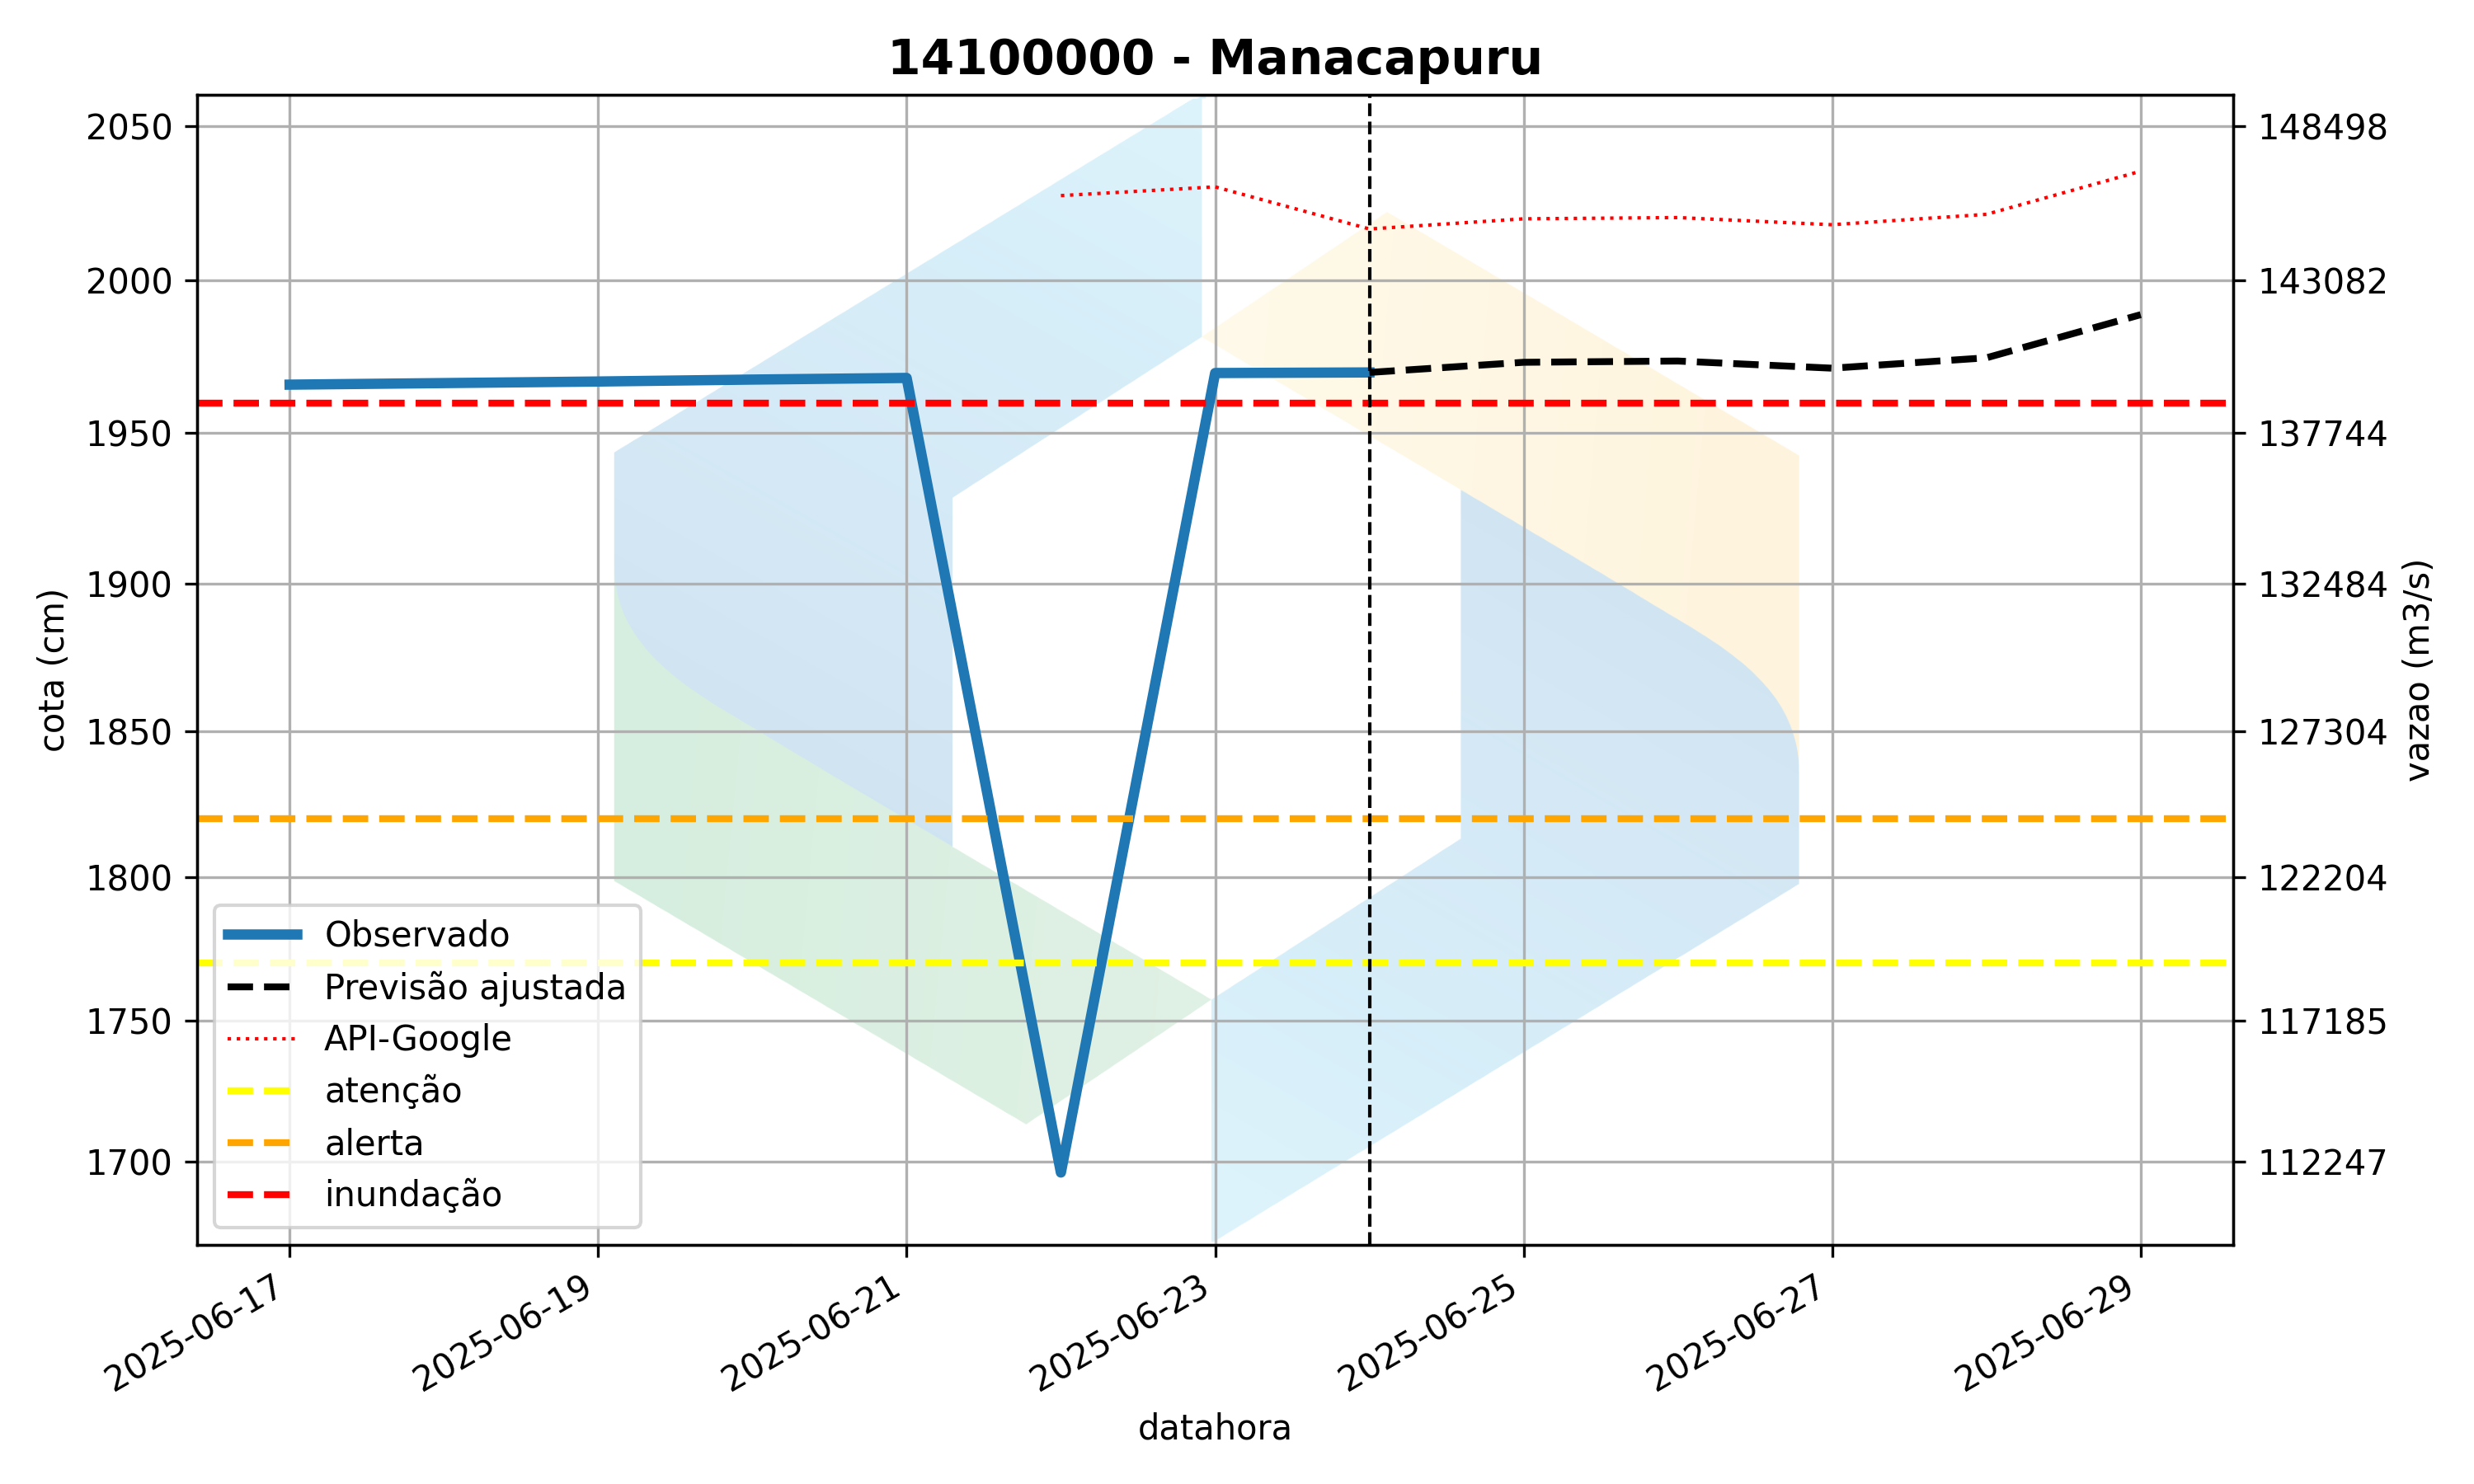 14100000 - Manacapuru
2050
2000
1950
1900
1850
1800
1750
1700
cota (cm)
148498
143082
137744
132484
127304
122204
117185
112247
vazao (m3/s)
Observado
Previsão ajustada
API-Google
atenção
alerta
inundação
2025-06-17
2025-06-19
2025-06-21
2025-06-23
2025-06-25
2025-06-27
2025-06-29
datahora